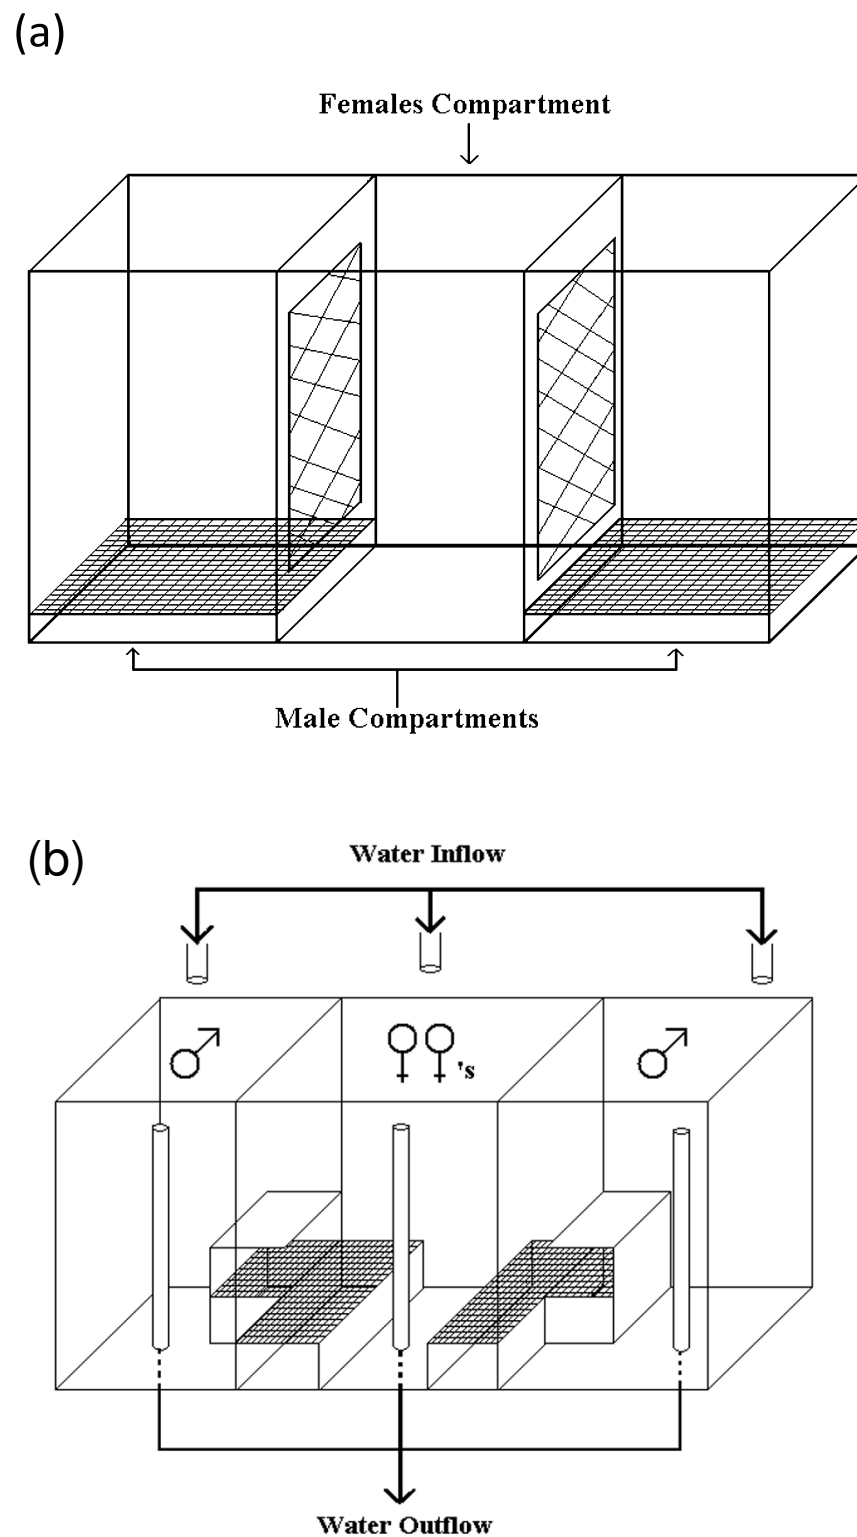 (a)
Females Compartment
Male Compartments
(b)
Water Inflow
♂ ♀♀'s ♂
Water Outflow